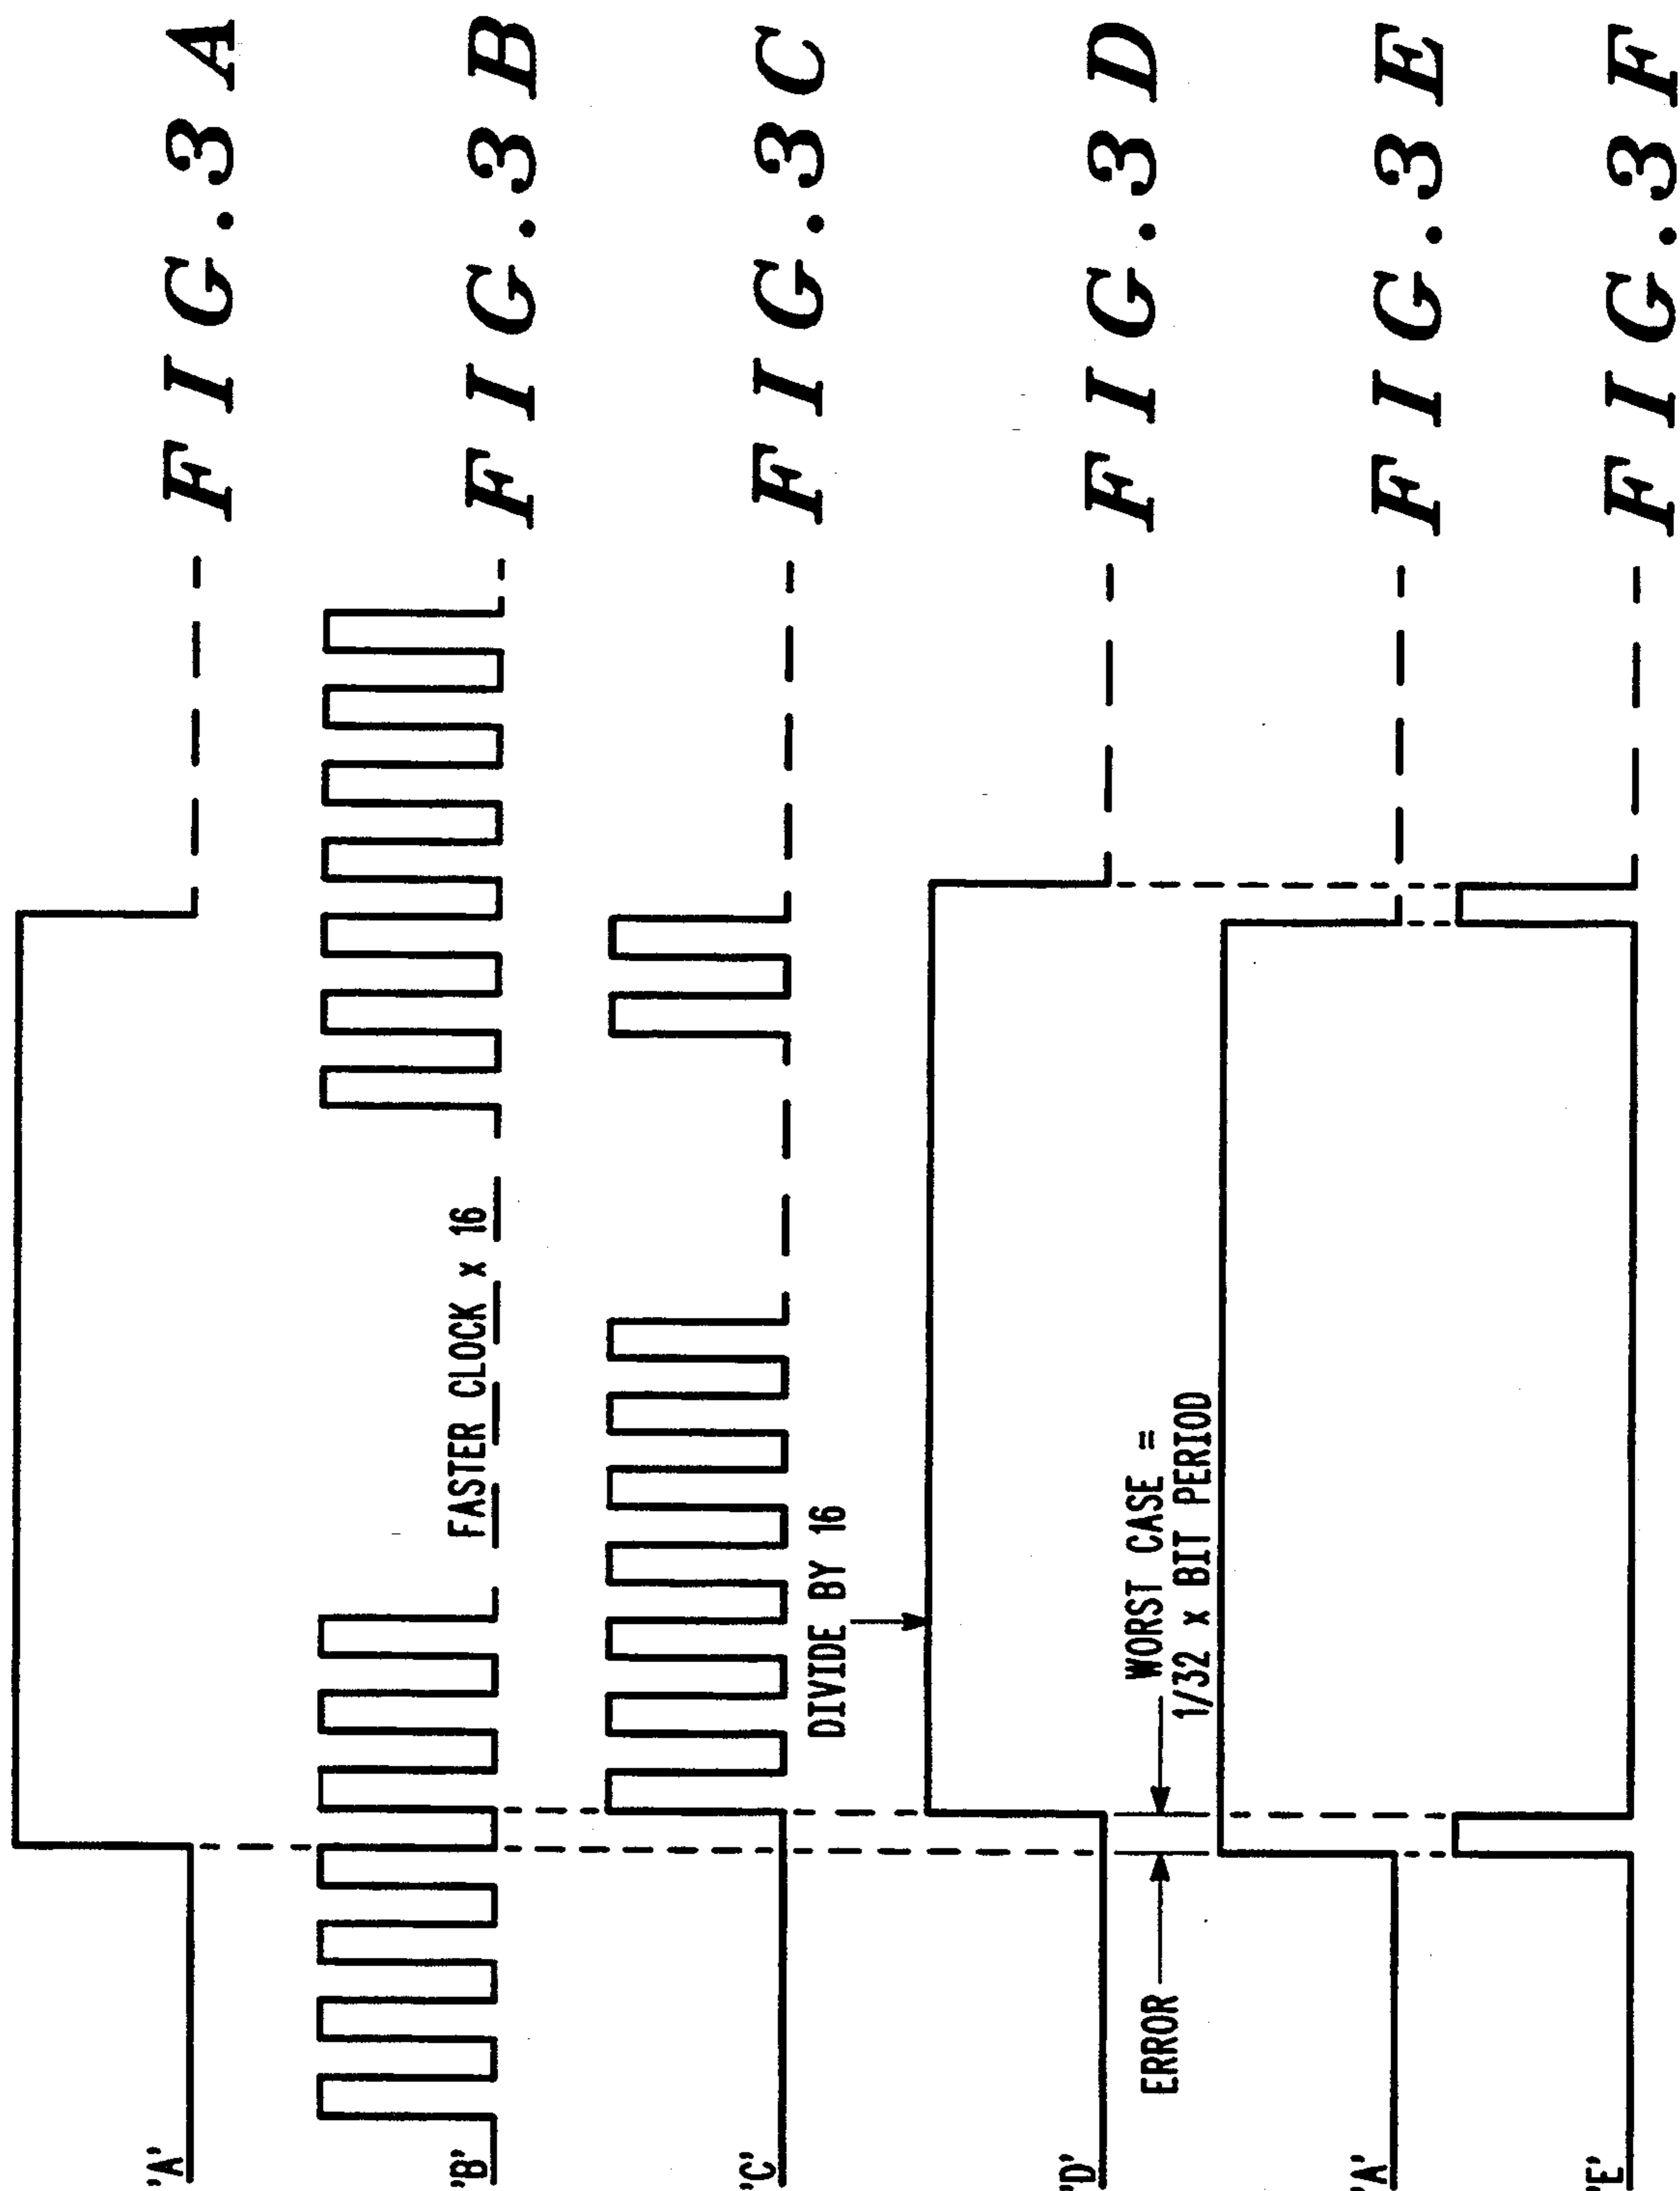 'A'
FIG.3A
'B'
FASTER CLOCK x 16
FIG.3B
'C'
FIG.3C
DIVIDE BY 16
'D'
FIG.3D
ERROR
WORST CASE =
1/32 x BIT PERIOD
'A'
FIG.3E
'E'
FIG.3F